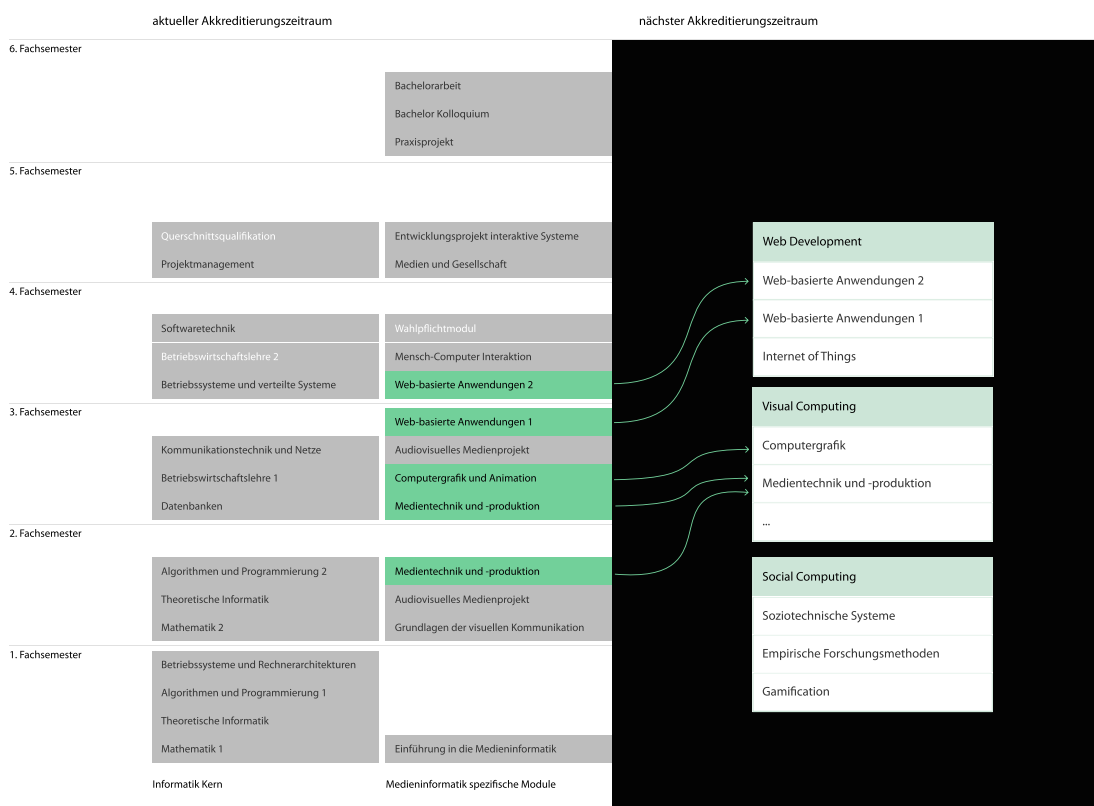 aktueller Akkreditierungszeitraum
nächster Akkreditierungszeitraum
6. Fachsemester
Bachelorarbeit
Bachelor Kolloquium
Praxisprojekt
5. Fachsemester
Querschnittsqualifikation
Projektmanagement
Entwicklungsprojekt interaktive Systeme
Medien und Gesellschaft
4. Fachsemester
Softwaretechnik
Betriebswirtschaftslehre 2
Betriebssysteme und verteilte Systeme
Wahlpflichtmodul
Mensch-Computer Interaktion
Web-basierte Anwendungen 2
3. Fachsemester
Kommunikationstechnik und Netze
Betriebswirtschaftslehre 1
Datenbanken
Web-basierte Anwendungen 1
Audiovisuelles Medienprojekt
Computergrafik und Animation
Medientechnik und -produktion
2. Fachsemester
Algorithmen und Programmierung 2
Theoretische Informatik
Mathematik 2
Medientechnik und -produktion
Audiovisuelles Medienprojekt
Grundlagen der visuellen Kommunikation
1. Fachsemester
Betriebssysteme und Rechnerarchitekturen
Algorithmen und Programmierung 1
Theoretische Informatik
Mathematik 1
Einführung in die Medieninformatik
Informatik Kern
Medieninformatik spezifische Module
Web Development
Web-basierte Anwendungen 2
Web-basierte Anwendungen 1
Internet of Things
Visual Computing
Computergrafik
Medientechnik und -produktion
...
Social Computing
Soziotechnische Systeme
Empirische Forschungsmethoden
Gamification